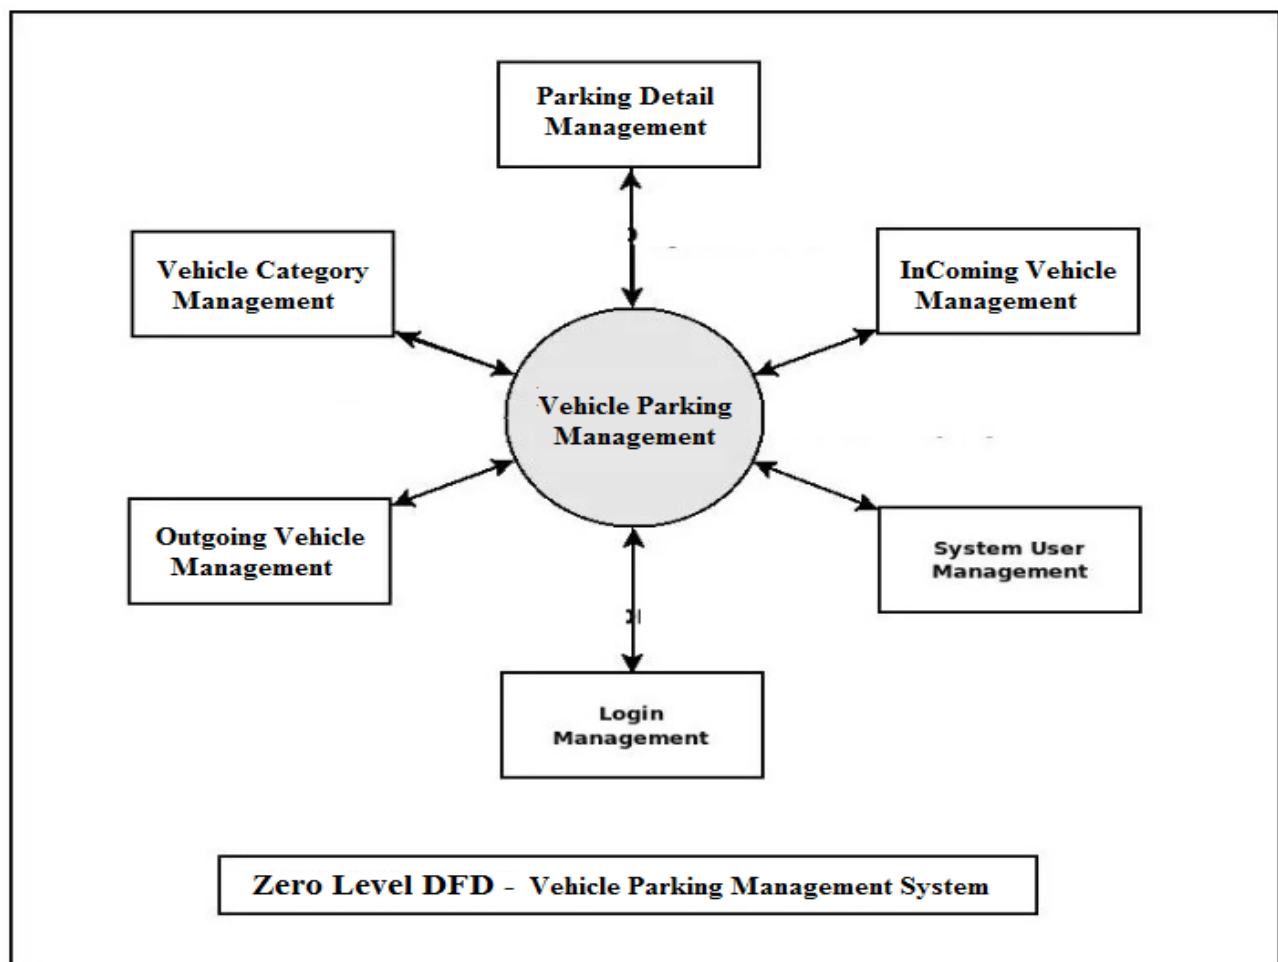 Parking Detail
Management
Vehicle Category
Management
InComing Vehicle
Management
Vehicle Parking
Management
Outgoing Vehicle
Management
System User
Management
Login
Management
Zero Level DFD - Vehicle Parking Management System